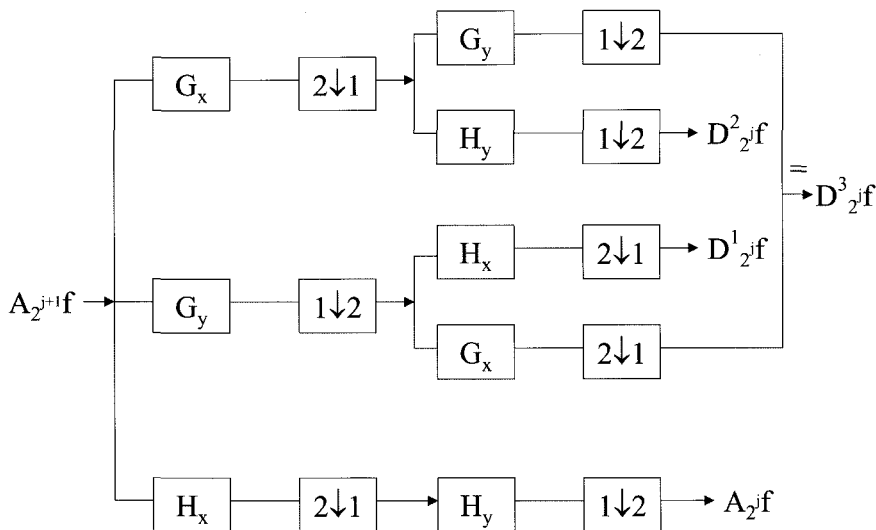 G_y 1↓2
G_x 2↓1
H_y 1↓2 D^2_{2^j}f
= D^3_{2^j}f
H_x 2↓1 D^1_{2^j}f
A_{2^{j+1}}f G_y 1↓2
G_x 2↓1
H_x 2↓1 H_y 1↓2 A_{2^j}f